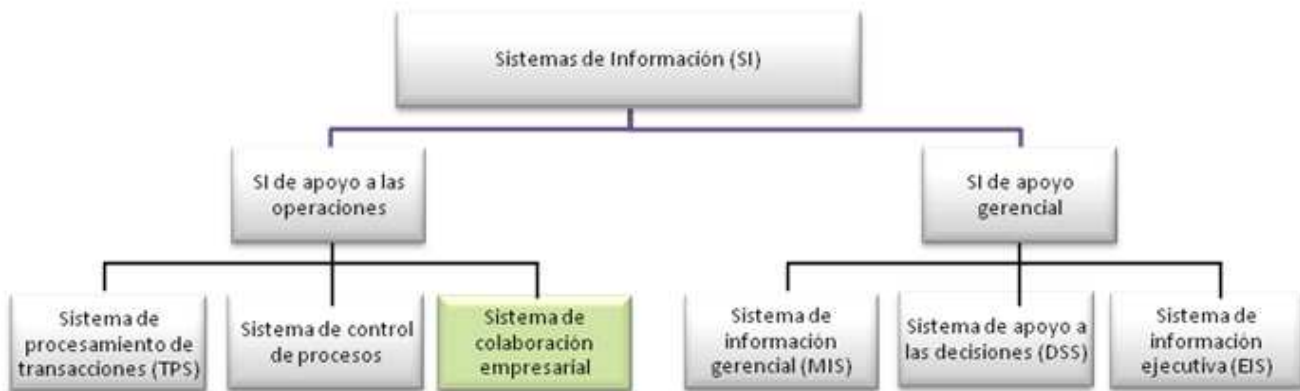 Sistemas de Información (SI)
SI de apoyo a las
operaciones
SI de apoyo
gerencial
Sistema de
procesamiento de
transacciones (TPS)
Sistema de control
de procesos
Sistema de
colaboración
empresarial
Sistema de
información
gerencial (MIS)
Sistema de apoyo a
las decisiones (DSS)
Sistema de
información
ejecutiva (EIS)